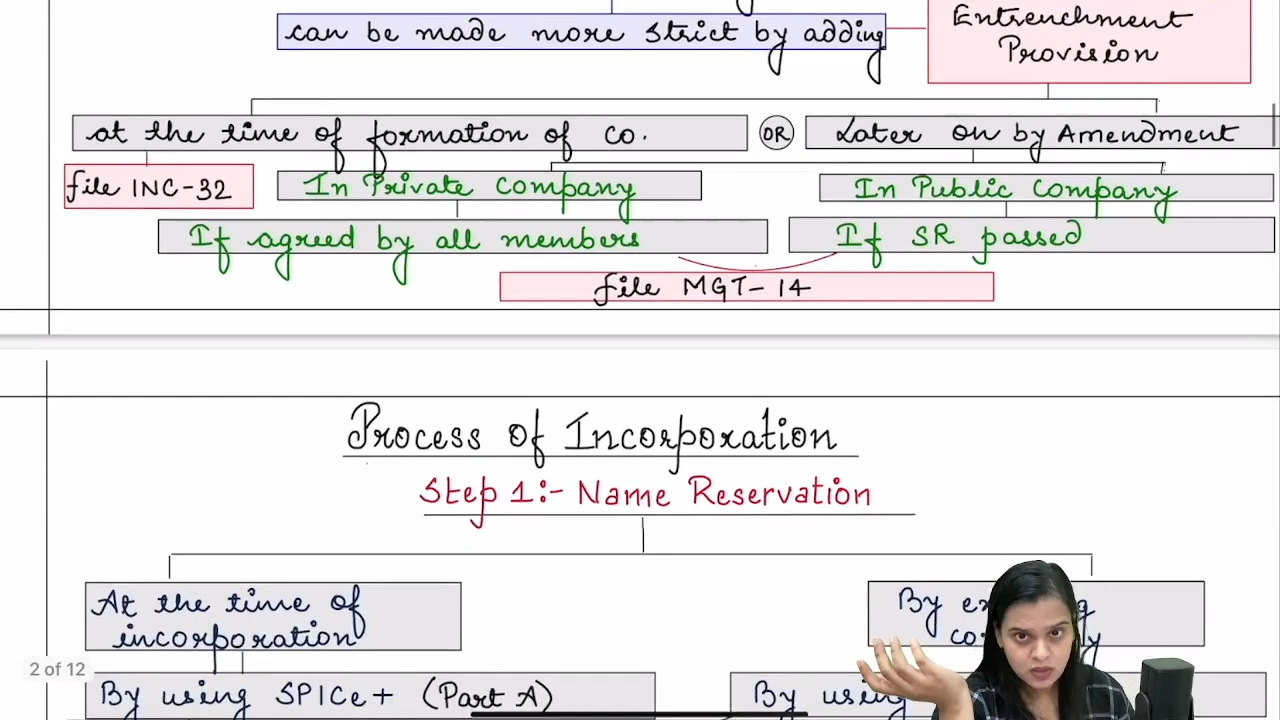 can be made more strict by adding
Entrenchment
Provision
at the time of formation of co.
OR
Later on by Amendment
file INC-32
In Private Company
In Public Company
If agreed by all members
If SR passed
file MGT-14
Process of Incorporation
Step 1:- Name Reservation
At the time of
incorporation
By
2 of 12
By using SPICe+ (Part A)
By using